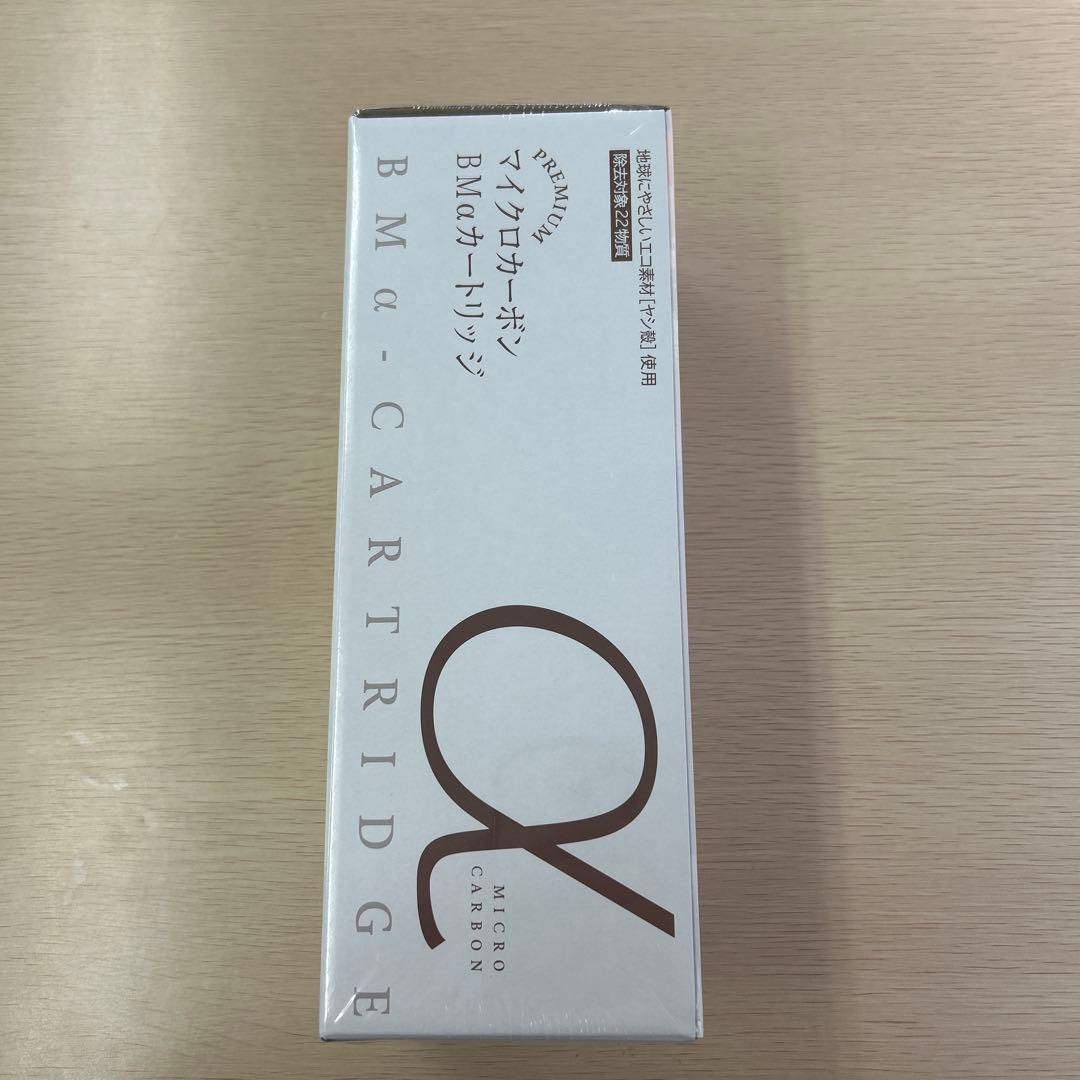 地球にやさしいエコ素材[ヤシ殻]使用
除去対象22物質
PREMIUM
マイクロカーボン
BMαカートリッジ
α
MICRO
CARBON
BMα-CARTRIDGE